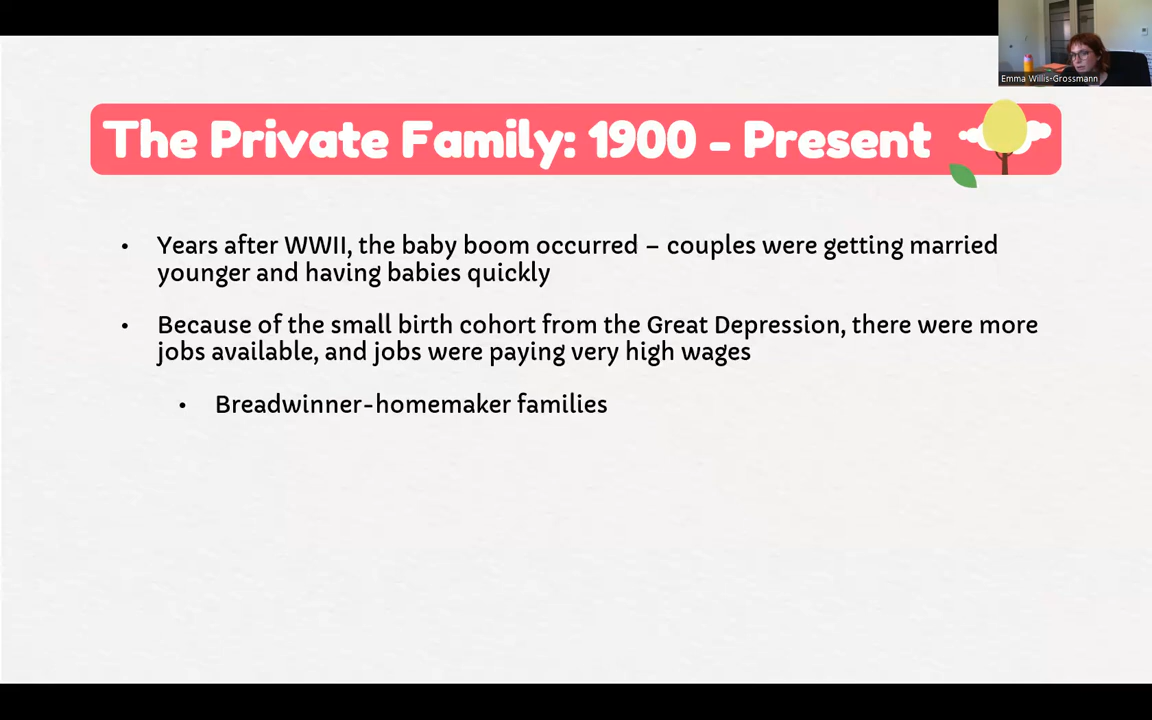 Emma Willis-Grossmann
The Private Family: 1900 - Present
• Years after WWII, the baby boom occurred – couples were getting married
younger and having babies quickly
• Because of the small birth cohort from the Great Depression, there were more
jobs available, and jobs were paying very high wages
• Breadwinner-homemaker families